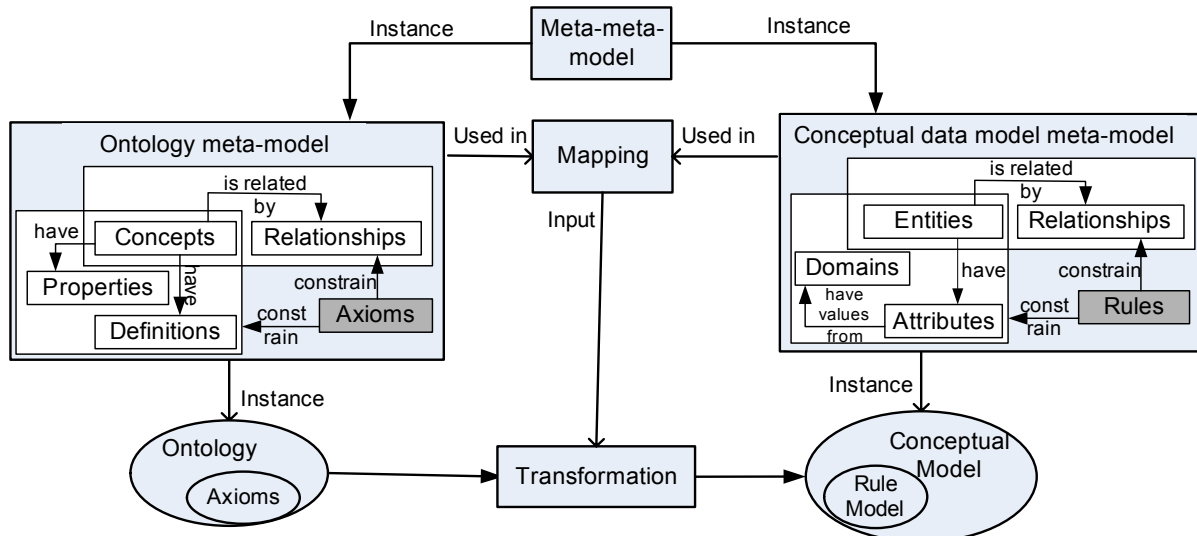 Instance
Meta-meta-
model
Instance
Ontology meta-model
Used in
Mapping
Used in
Conceptual data model meta-model
is related
by
Concepts
Relationships
have
have
Properties
Definitions
constrain
const
rain
Axioms
Input
is related
by
Entities
Relationships
Domains
have
constrain
have
values
from
Attributes
const
rain
Rules
Instance
Instance
Ontology
Axioms
Transformation
Conceptual
Model
Rule
Model